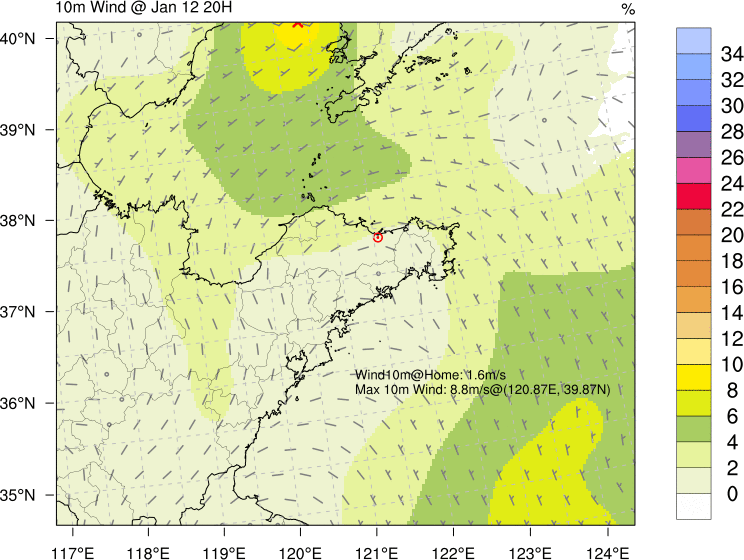 10m Wind @ Jan 12 20H
%
40°N
39°N
38°N
37°N
36°N
35°N
117°E
118°E
119°E
120°E
121°E
122°E
123°E
124°E
Wind10m@Home: 1.6m/s
Max 10m Wind: 8.8m/s@(120.87E, 39.87N)
34
32
30
28
26
24
22
20
18
16
14
12
10
8
6
4
2
0